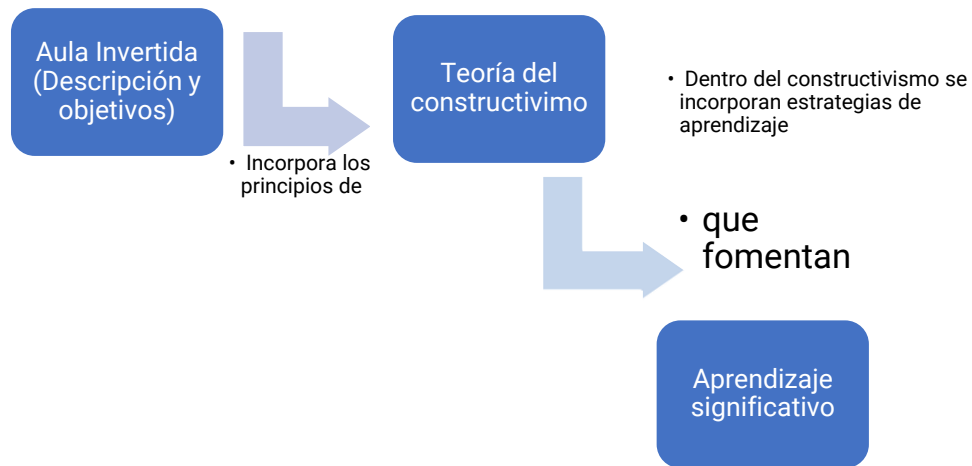 Aula Invertida
(Descripción y
objetivos)
• Incorpora los
principios de
Teoría del
constructivimo
• Dentro del constructivismo se
incorporan estrategias de
aprendizaje
• que
fomentan
Aprendizaje
significativo